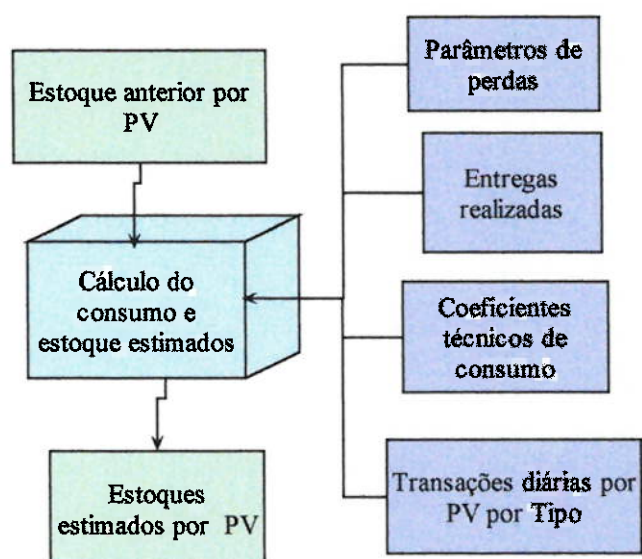 Estoque anterior por
PV
Cálculo do
consumo e
estoque estimados
Estoques
estimados por PV
Parâmetros de
perdas
Entregas
realizadas
Coeficientes
técnicos de
consumo
Transações diárias por
PV por Tipo